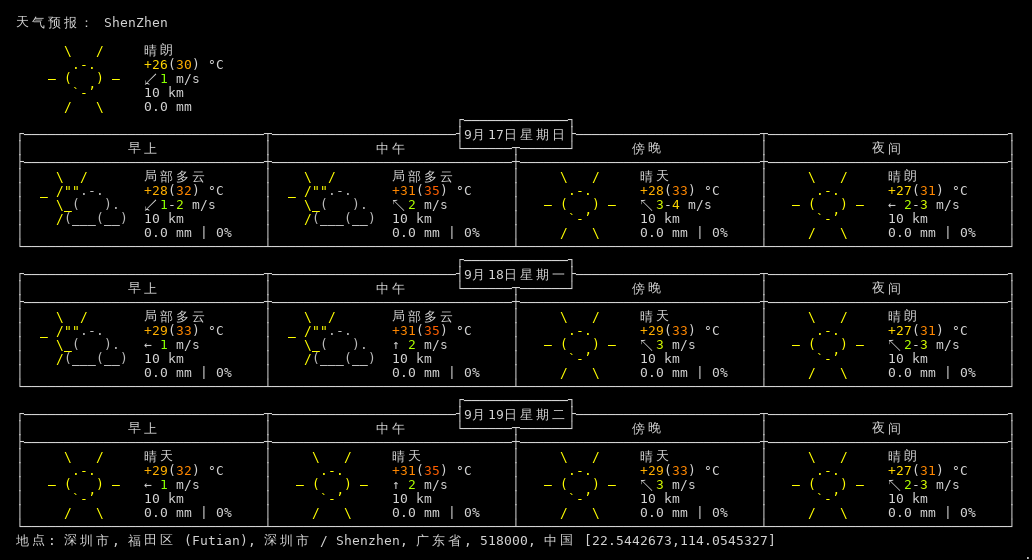 天气预报： ShenZhen
晴朗
+26(30) °C
↙1 m/s
10 km
0.0 mm
9月17日星期日
早上 中午 傍晚 夜间
局部多云 局部多云 晴天 晴朗
+28(32) °C +31(35) °C +28(33) °C +27(31) °C
↙1-2 m/s ↖2 m/s ↖3-4 m/s ← 2-3 m/s
10 km 10 km 10 km 10 km
0.0 mm | 0% 0.0 mm | 0% 0.0 mm | 0% 0.0 mm | 0%
9月18日星期一
早上 中午 傍晚 夜间
局部多云 局部多云 晴天 晴朗
+29(33) °C +31(35) °C +29(33) °C +27(31) °C
← 1 m/s ↑ 2 m/s ↖3 m/s ↖2-3 m/s
10 km 10 km 10 km 10 km
0.0 mm | 0% 0.0 mm | 0% 0.0 mm | 0% 0.0 mm | 0%
9月19日星期二
早上 中午 傍晚 夜间
晴天 晴天 晴天 晴朗
+29(32) °C +31(35) °C +29(33) °C +27(31) °C
← 1 m/s ↑ 2 m/s ↖3 m/s ↖2-3 m/s
10 km 10 km 10 km 10 km
0.0 mm | 0% 0.0 mm | 0% 0.0 mm | 0% 0.0 mm | 0%
地点: 深圳市, 福田区 (Futian), 深圳市 / Shenzhen, 广东省, 518000, 中国 [22.5442673,114.0545327]